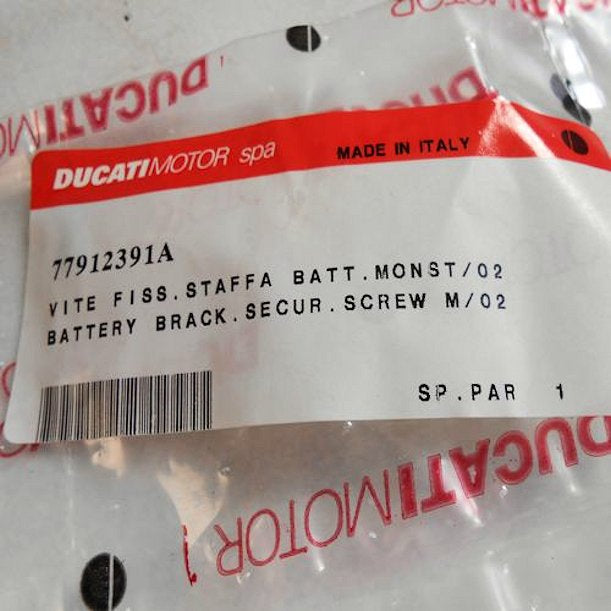 DUCATIMOTOR
DUCATIMOTOR spa
MADE IN ITALY
77912391A
VITE FISS.STAFFA BATT.MONST/02
BATTERY BRACK.SECUR.SCREW M/02
SP.PAR 1
DUCATIMOTOR